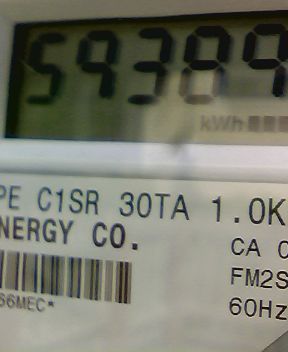 59389
kWh
PE C1SR 30TA 1.0K
NERGY CO.
CA
FM2S
66MEC*
60Hz